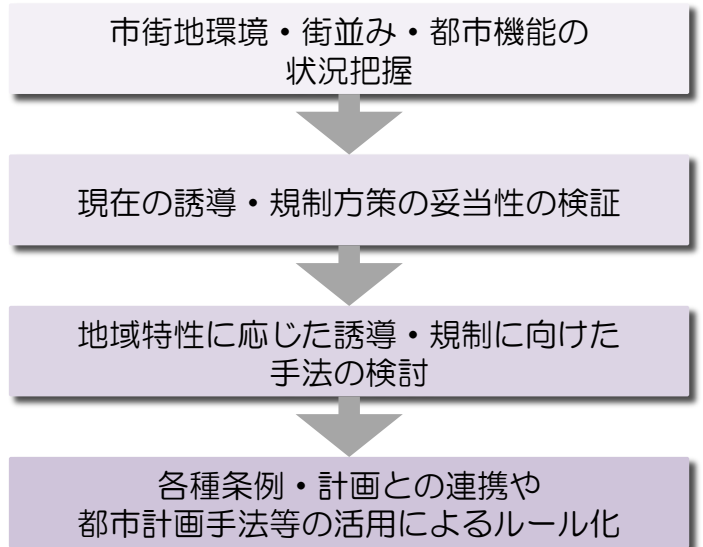 市街地環境・街並み・都市機能の
状況把握
現在の誘導・規制方策の妥当性の検証
地域特性に応じた誘導・規制に向けた
手法の検討
各種条例・計画との連携や
都市計画手法等の活用によるルール化